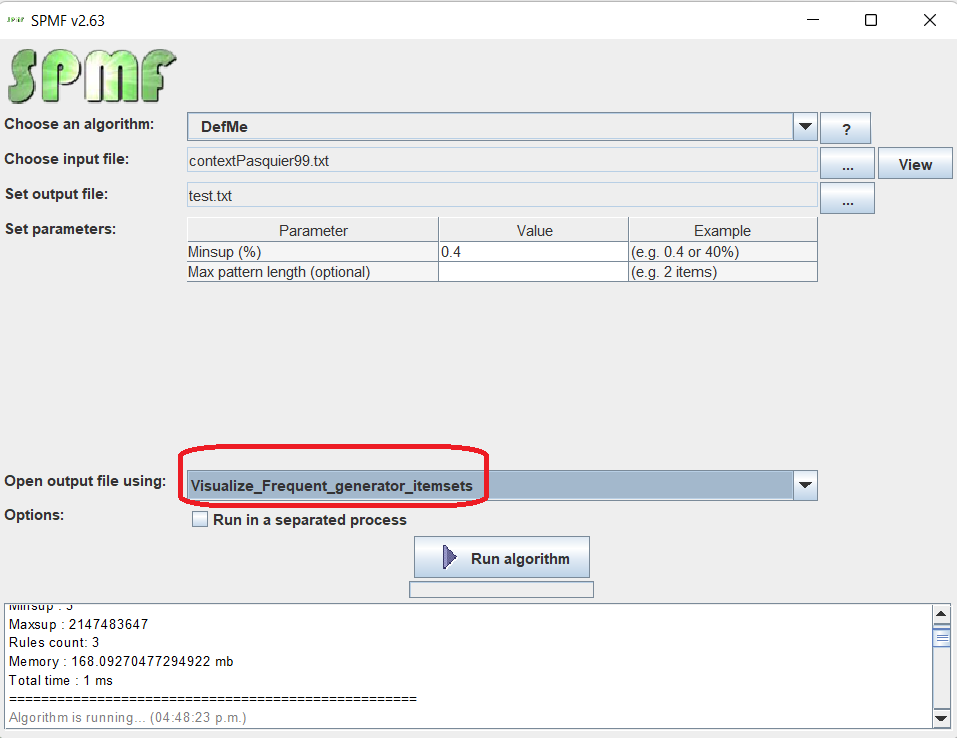 SPMF SPMF v2.63
SPMF
Choose an algorithm: DefMe ?
Choose input file: contextPasquier99.txt ... View
Set output file: test.txt ...
Set parameters: Parameter Value Example
Minsup (%) 0.4 (e.g. 0.4 or 40%)
Max pattern length (optional) (e.g. 2 items)
Open output file using: Visualize_Frequent_generator_itemsets
Options: Run in a separated process
Run algorithm
Minsup :
Maxsup : 2147483647
Rules count: 3
Memory : 168.09270477294922 mb
Total time : 1 ms
===================================================
Algorithm is running... (04:48:23 p.m.)